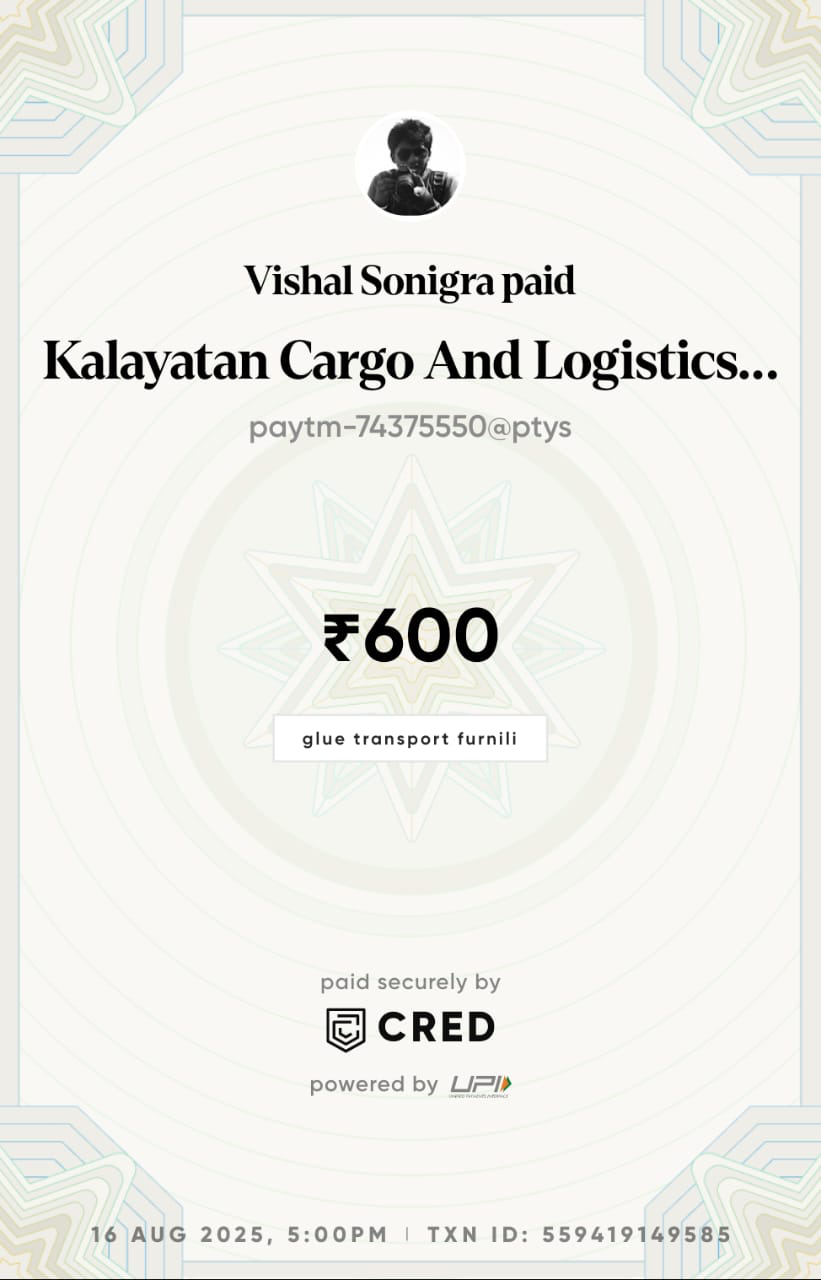 Vishal Sonigra paid
Kalayatan Cargo And Logistics...
paytm-74375550@ptys
₹600
glue transport furnili
paid securely by
CRED
powered by UPI
UNIFIED PAYMENTS INTERFACE
16 AUG 2025, 5:00PM | TXN ID: 559419149585